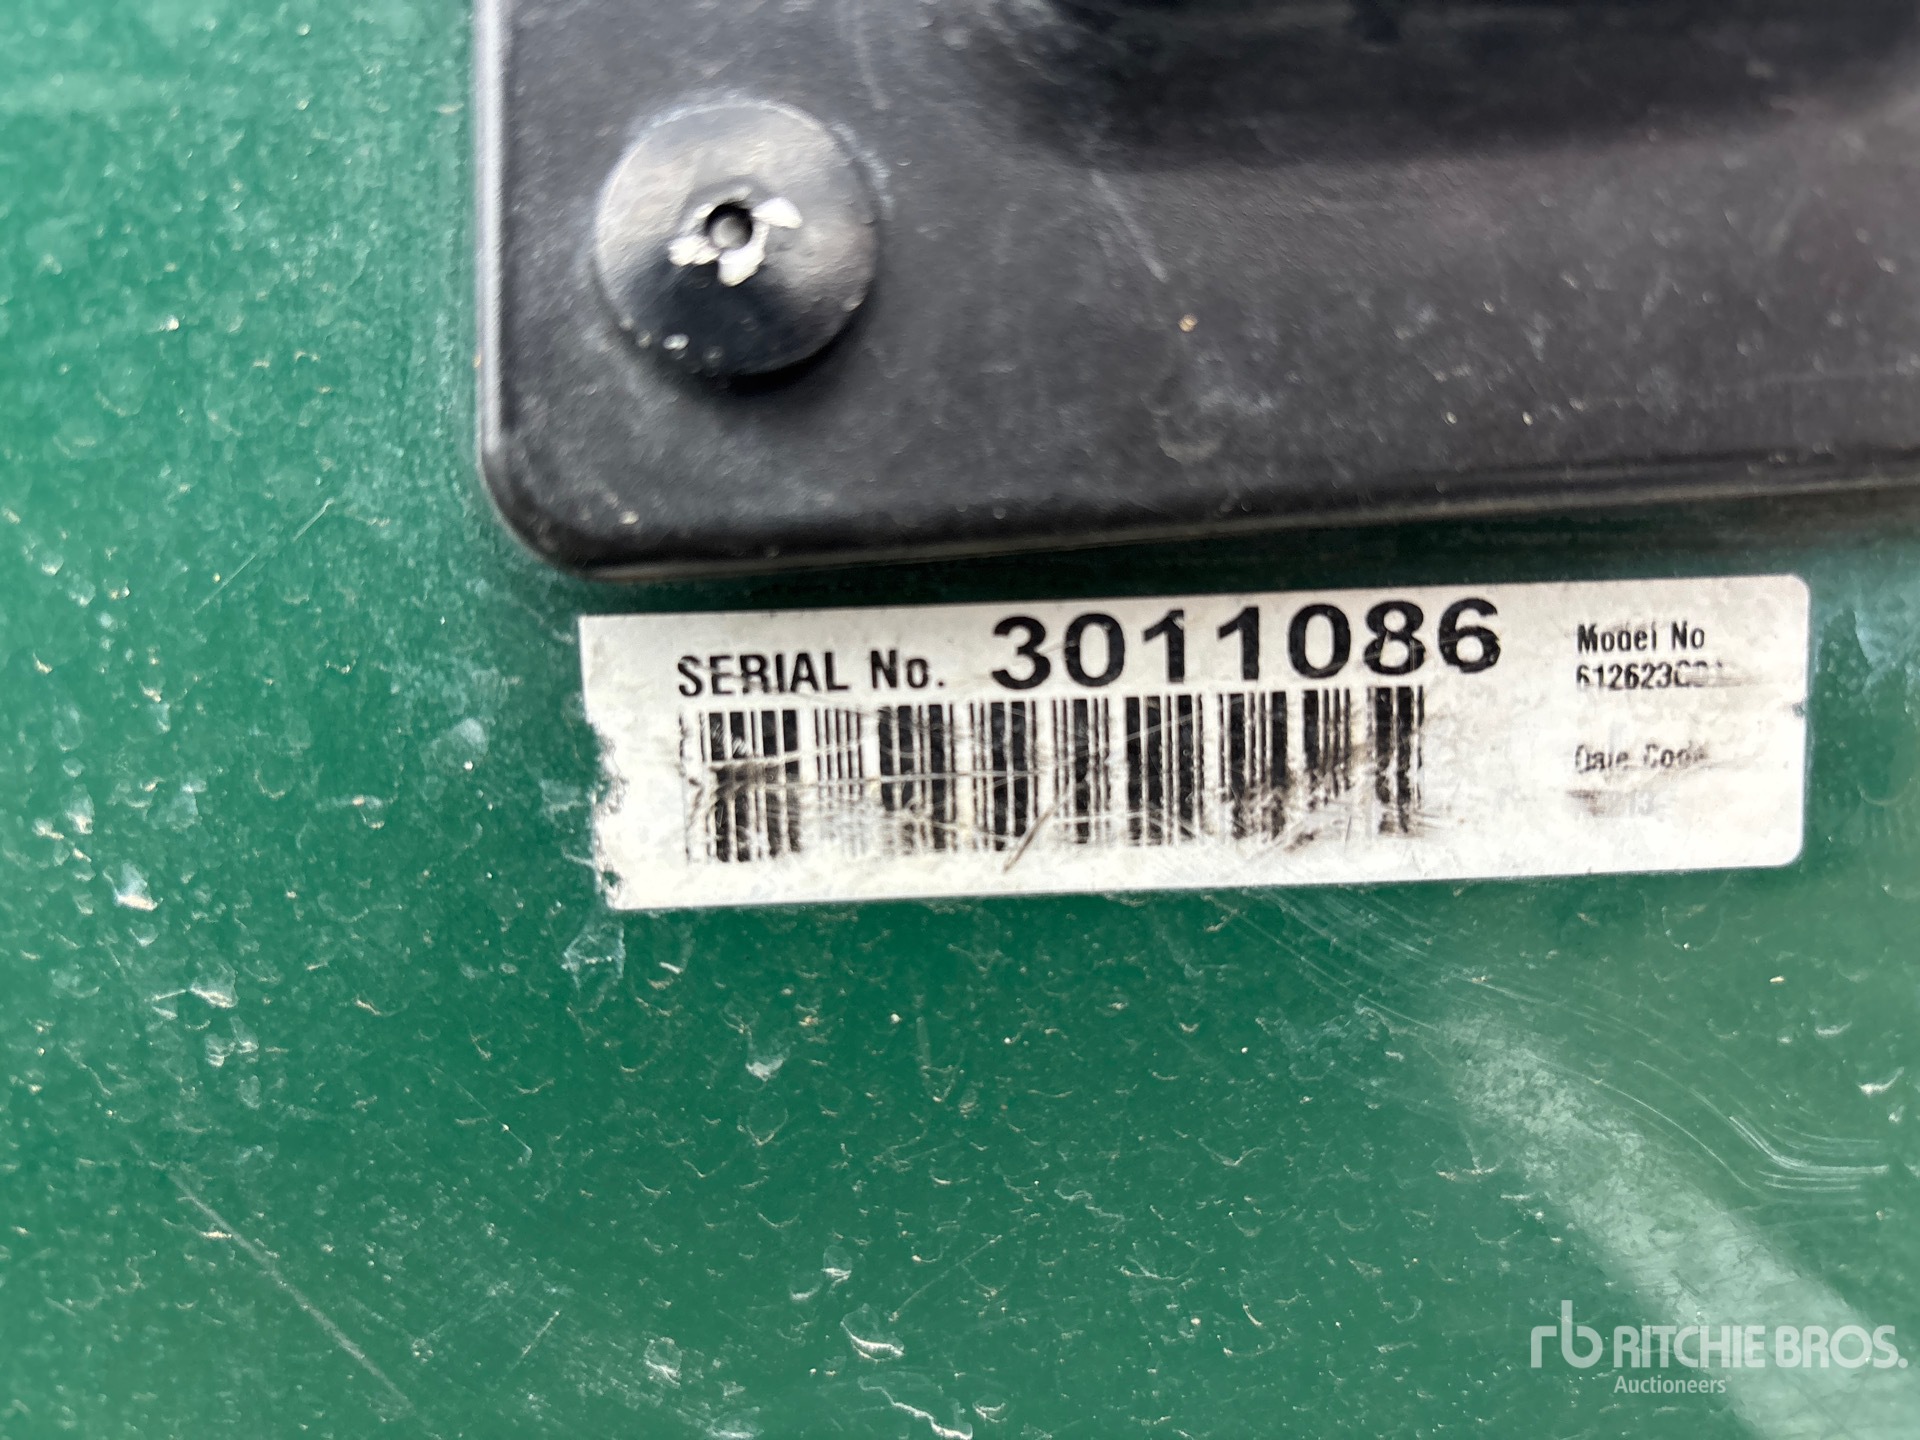 SERIAL No. 3011086
Model No
Date Code
RITCHIE BROS.
Auctioneers